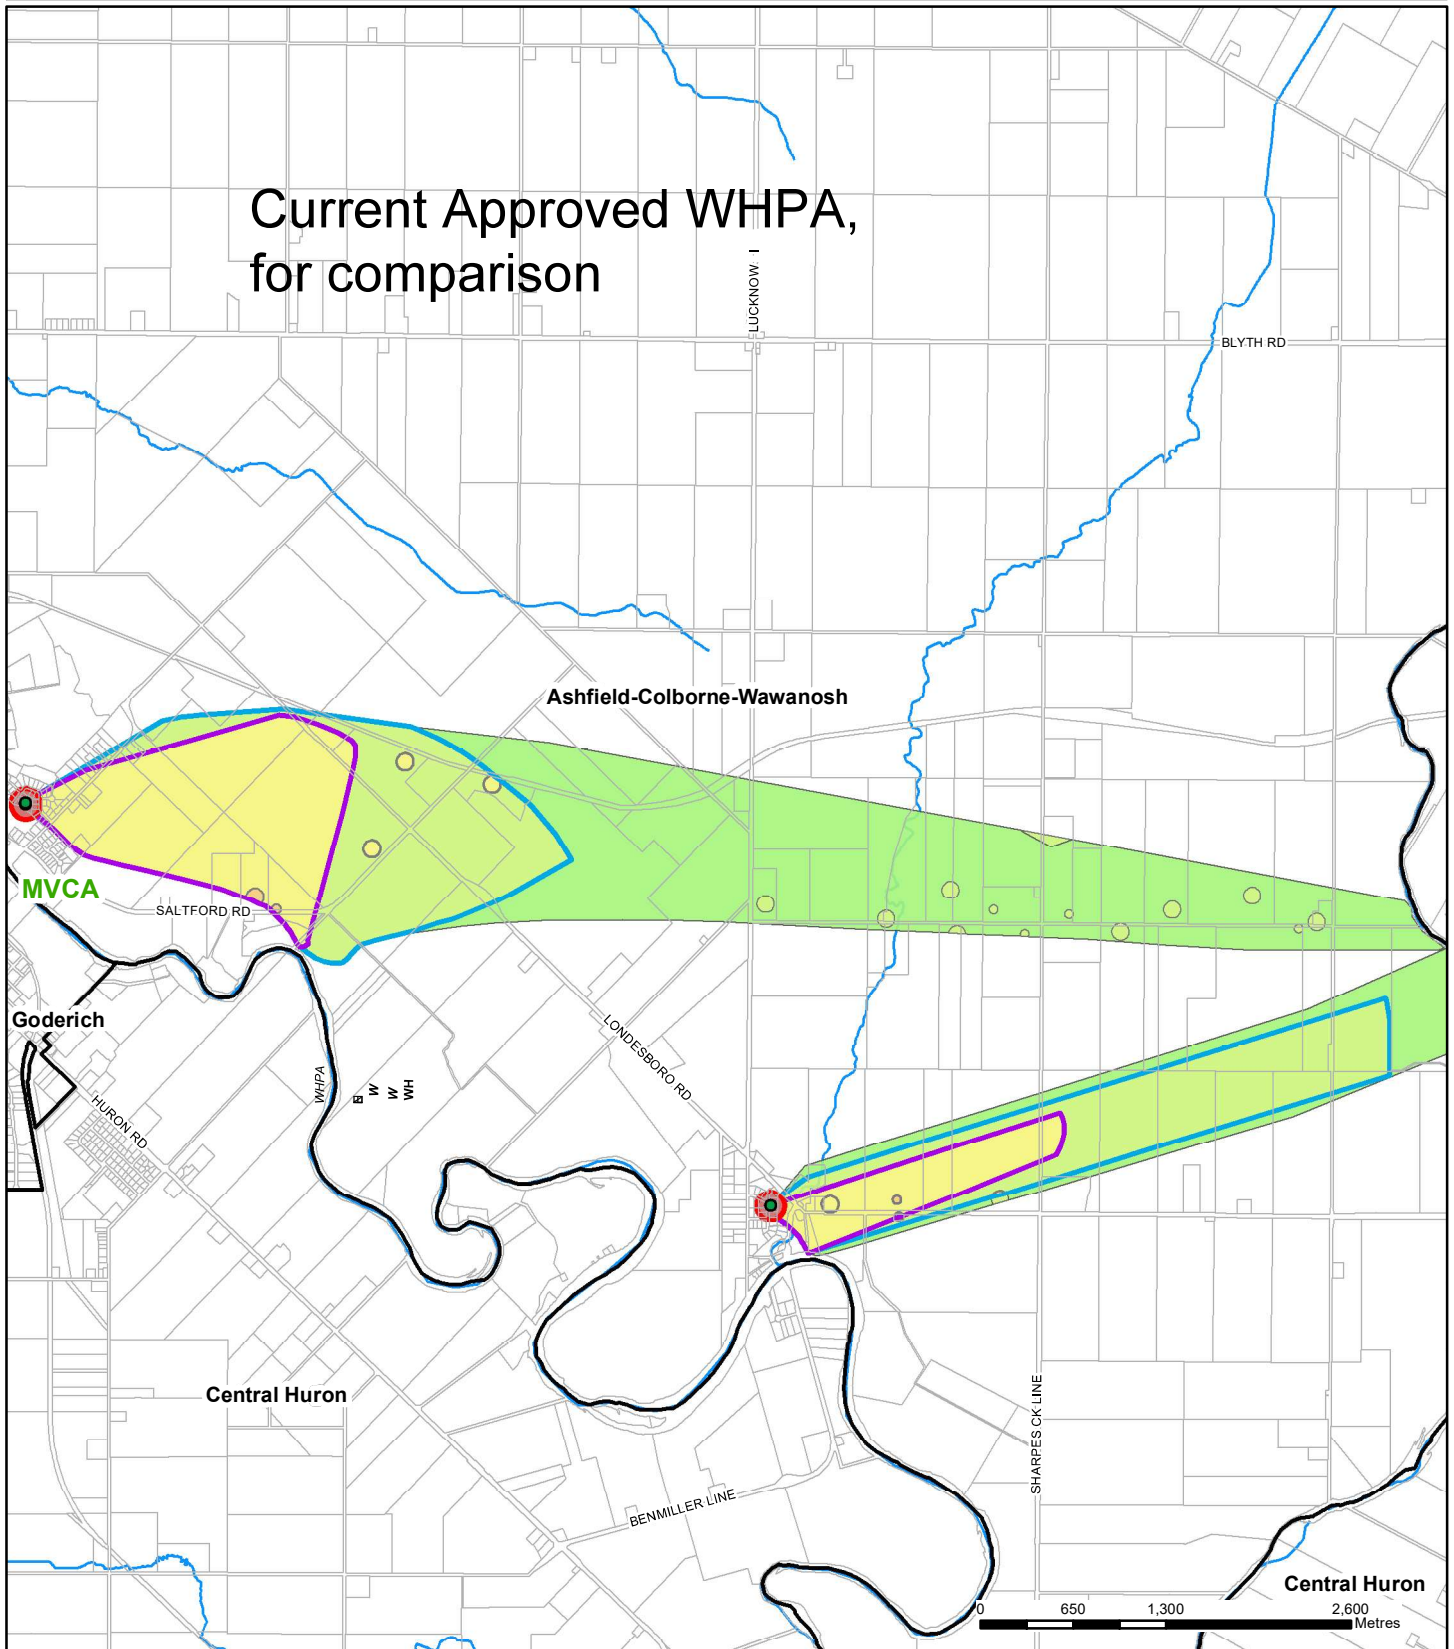 Current Approved WHPA,
for comparison
LUCKNOW
BLYTH RD
Ashfield-Colborne-Wawanosh
MVCA
SALTFORD RD
Goderich
HURON RD
WHPA
W
W
WH
LONDESBORO RD
Central Huron
SHARPES CK LINE
BENMILLER LINE
Central Huron
0 650 1,300 2,600
Metres